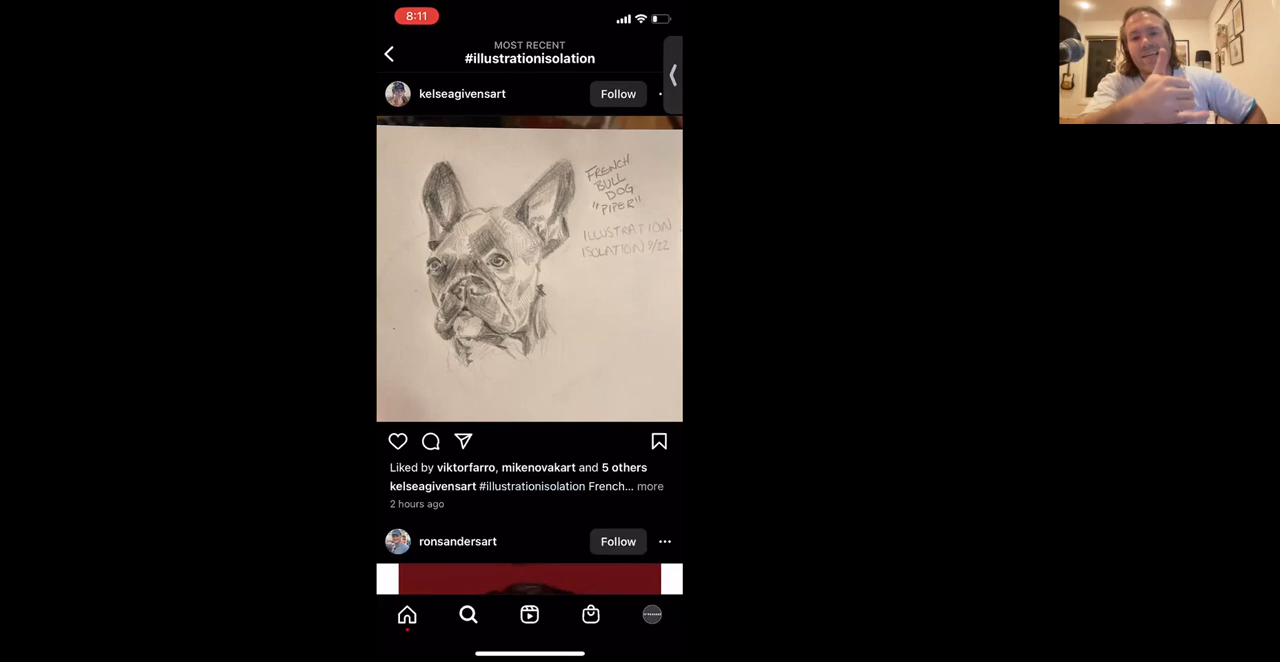 8:11
MOST RECENT
#illustrationisolation
kelseagivensart
Follow
FRENCH
BULL
DOG
"PIPER"
ILLUSTRATION
ISOLATION 9/22
Liked by viktorfarro, mikenovakart and 5 others
kelseagivensart #illustrationisolation French... more
2 hours ago
ronsandersart
Follow